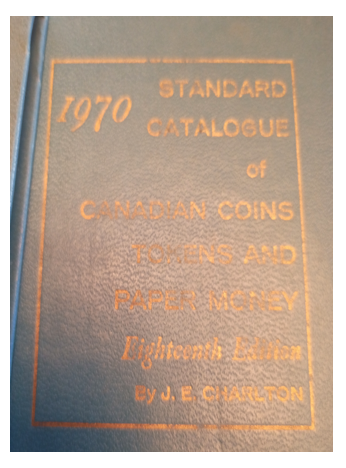 1970 STANDARD
CATALOGUE
of
CANADIAN COINS
TOKENS AND
PAPER MONEY
Eighteenth Edition
By J. E. CHARLTON